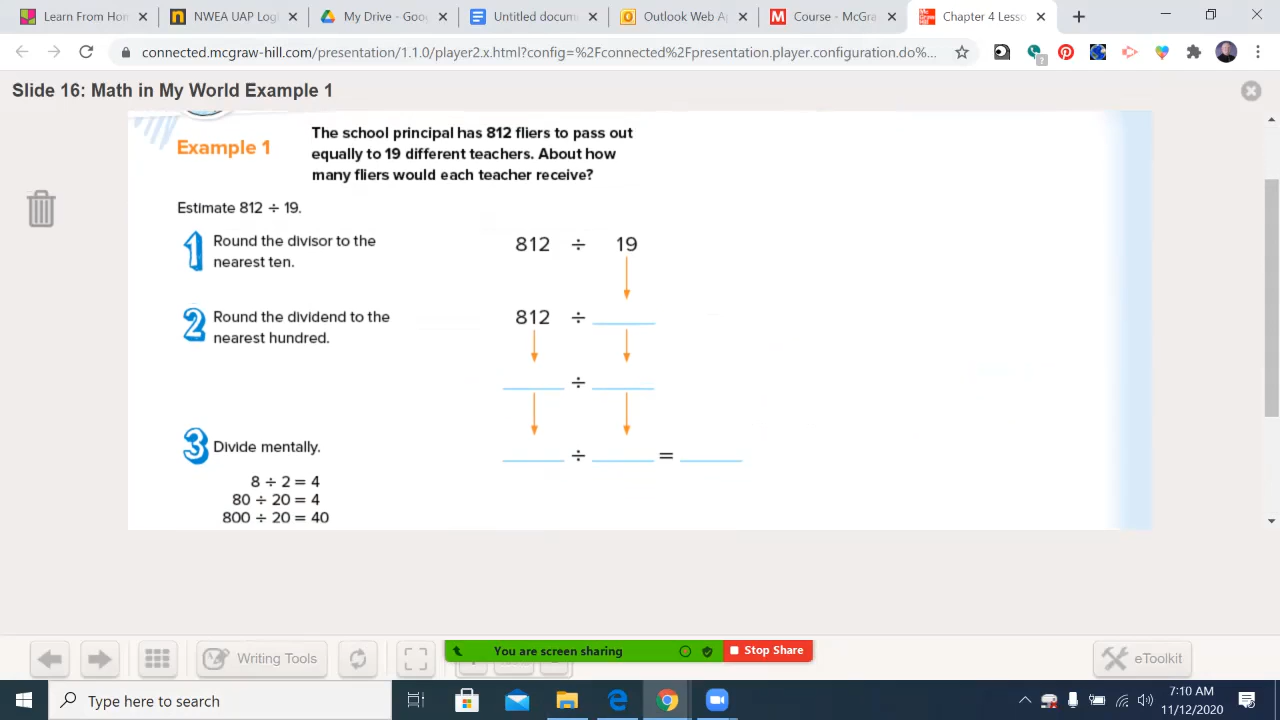 Learn From Hom
NWEA JAP Logi
My Drive - Goog
Untitled docum
Outlook Web A
Course - McGra
Chapter 4 Lesso
connected.mcgraw-hill.com/presentation/1.1.0/player2.x.html?config=%2Fconnected%2Fpresentation.player.configuration.do%...
Slide 16: Math in My World Example 1
Example 1
The school principal has 812 fliers to pass out
equally to 19 different teachers. About how
many fliers would each teacher receive?
Estimate 812 ÷ 19.
1 Round the divisor to the
nearest ten.
812 ÷ 19
2 Round the dividend to the
nearest hundred.
812 ÷
÷
3 Divide mentally.
÷ =
8 ÷ 2 = 4
80 ÷ 20 = 4
800 ÷ 20 = 40
Writing Tools
You are screen sharing
Stop Share
eToolkit
Type here to search
7:10 AM
11/12/2020